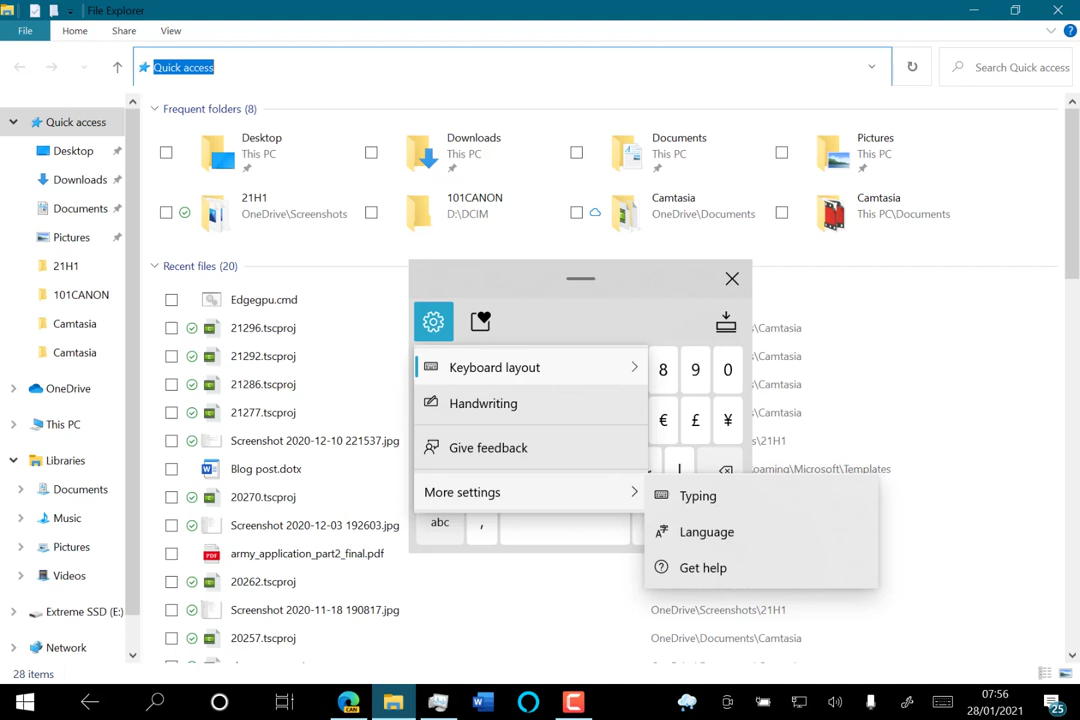 File Explorer
File Home Share View
Quick access
Search Quick access
Quick access
Desktop
Downloads
Documents
Pictures
21H1
101CANON
Camtasia
Camtasia
OneDrive
This PC
Libraries
Documents
Music
Pictures
Videos
Extreme SSD (E:)
Network
Frequent folders (8)
Desktop
This PC
Downloads
This PC
Documents
This PC
Pictures
This PC
21H1
OneDrive\Screenshots
101CANON
D:\DCIM
Camtasia
OneDrive\Documents
Camtasia
This PC\Documents
Recent files (20)
Edgegpu.cmd
21296.tscproj s\Camtasia
21292.tscproj s\Camtasia
21286.tscproj s\Camtasia
21277.tscproj s\Camtasia
Screenshot 2020-12-10 221537.jpg s\21H1
Blog post.dotx oaming\Microsoft\Templates
20270.tscproj
Screenshot 2020-12-03 192603.jpg
army_application_part2_final.pdf
20262.tscproj
Screenshot 2020-11-18 190817.jpg OneDrive\Screenshots\21H1
20257.tscproj OneDrive\Documents\Camtasia
Keyboard layout
Handwriting
Give feedback
More settings
8 9 0
€ £ ¥
abc ,
Typing
Language
Get help
28 items
CAN
07:56
28/01/2021
25